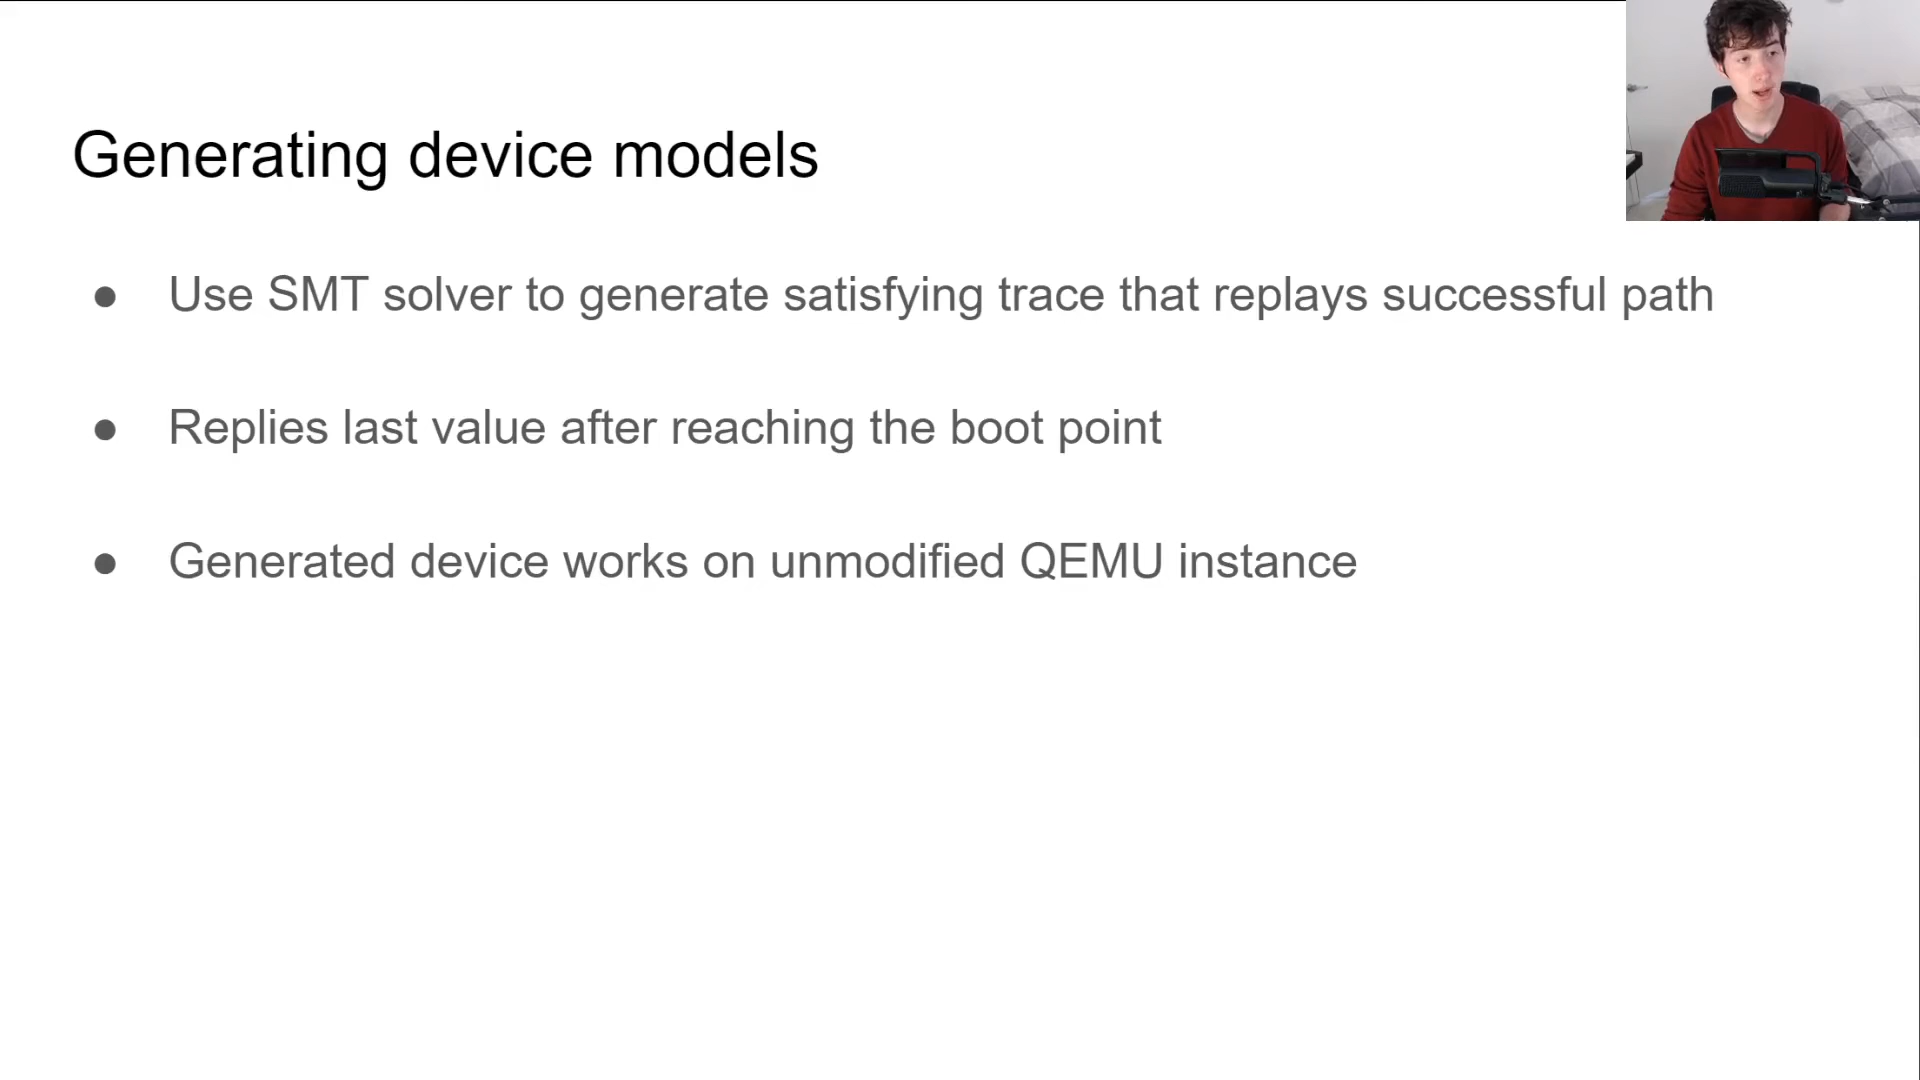 Generating device models
● Use SMT solver to generate satisfying trace that replays successful path
● Replies last value after reaching the boot point
● Generated device works on unmodified QEMU instance